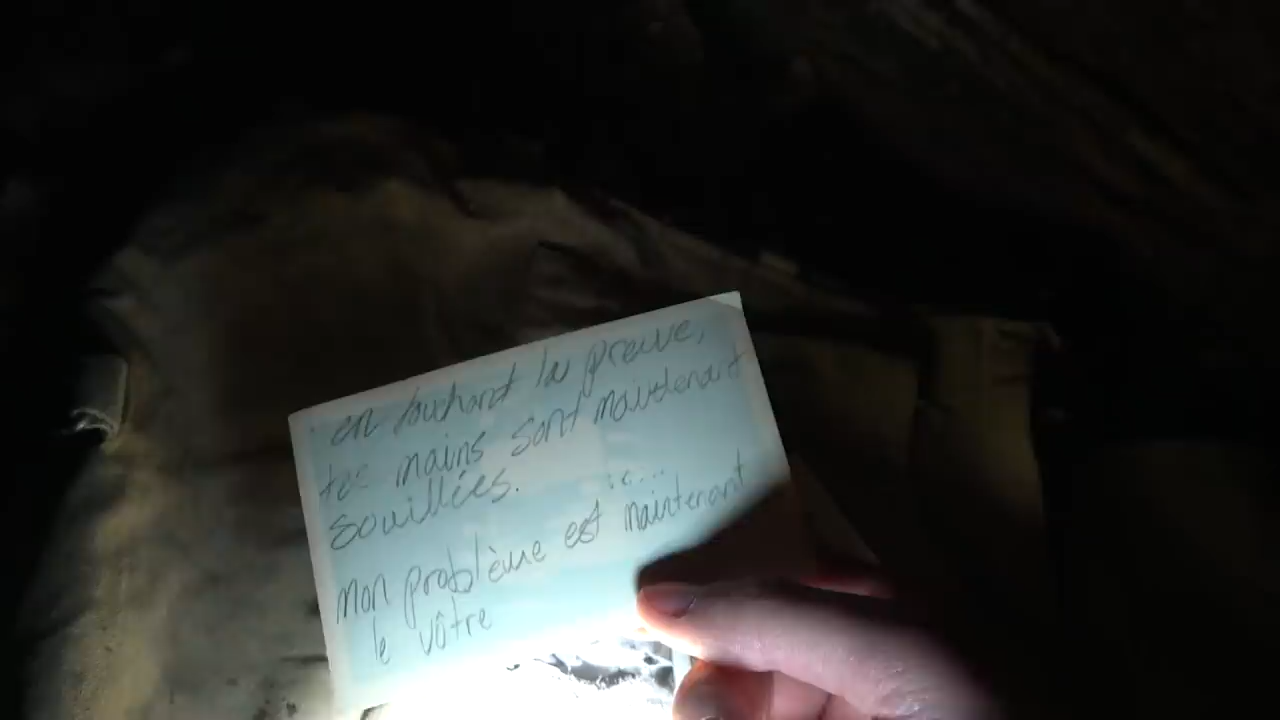 en touchant la preuve,
tes mains sont maintenant
souillées.
mon problème est maintenant
le vôtre